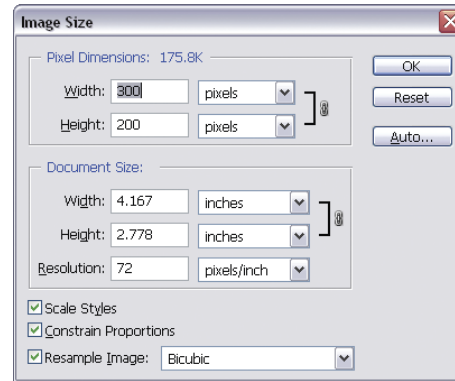 Image Size
Pixel Dimensions: 175.8K
Width: 300 pixels
Height: 200 pixels
Document Size:
Width: 4.167 inches
Height: 2.778 inches
Resolution: 72 pixels/inch
Scale Styles
Constrain Proportions
Resample Image: Bicubic
OK
Reset
Auto...